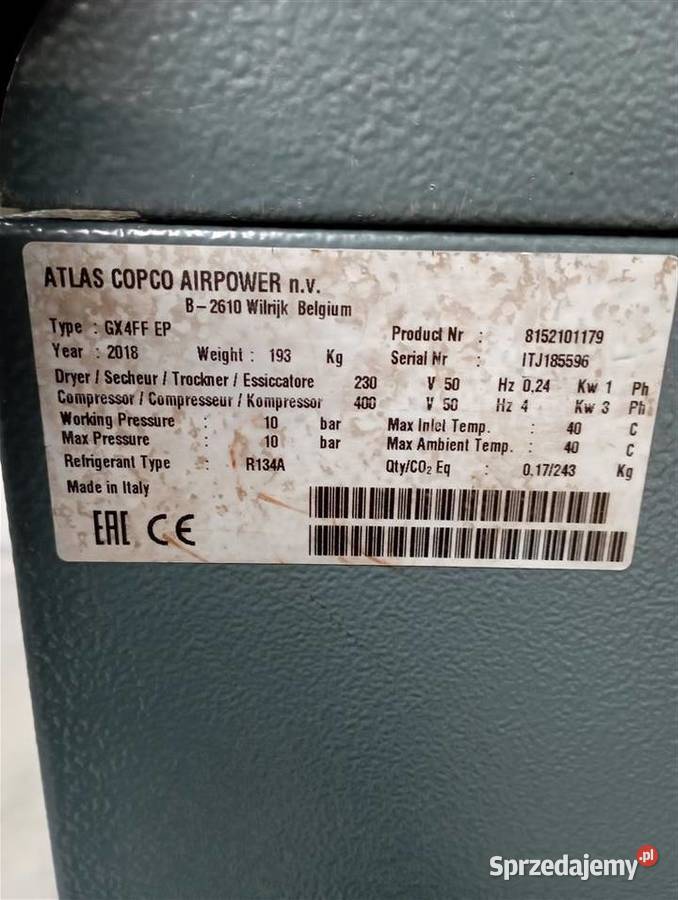 ATLAS COPCO AIRPOWER n.v.
B-2610 Wilrijk Belgium
Type : GX4FF EP
Product Nr : 8152101179
Year : 2018 Weight : 193 Kg
Serial Nr : ITJ185596
Dryer / Secheur / Trockner / Essiccatore 230 V 50 Hz 0.24 Kw 1 Ph
Compressor / Compresseur / Kompressor 400 V 50 Hz 4 Kw 3 Ph
Working Pressure : 10 bar Max Inlet Temp. : 40 C
Max Pressure : 10 bar Max Ambient Temp. : 40 C
Refrigerant Type : R134A Qty/CO₂ Eq : 0.17/243 Kg
Made in Italy
EAC CE
Sprzedajemy.pl